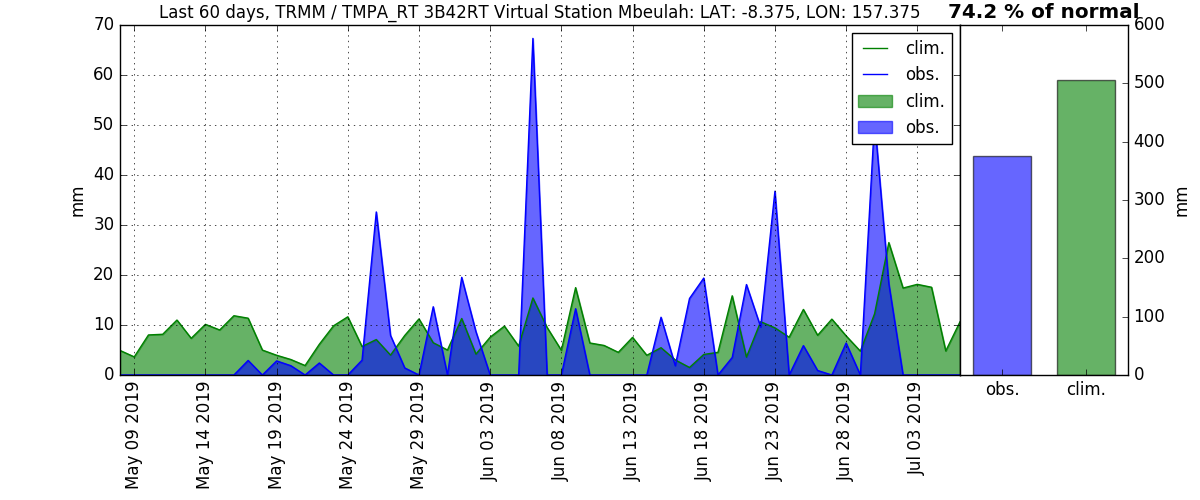 Last 60 days, TRMM / TMPA_RT 3B42RT Virtual Station Mbeulah: LAT: -8.375, LON: 157.375
74.2 % of normal
70
60
50
40
30
20
10
0
mm
clim.
obs.
clim.
obs.
May 09 2019
May 14 2019
May 19 2019
May 24 2019
May 29 2019
Jun 03 2019
Jun 08 2019
Jun 13 2019
Jun 18 2019
Jun 23 2019
Jun 28 2019
Jul 03 2019
600
500
400
300
200
100
0
mm
obs.
clim.